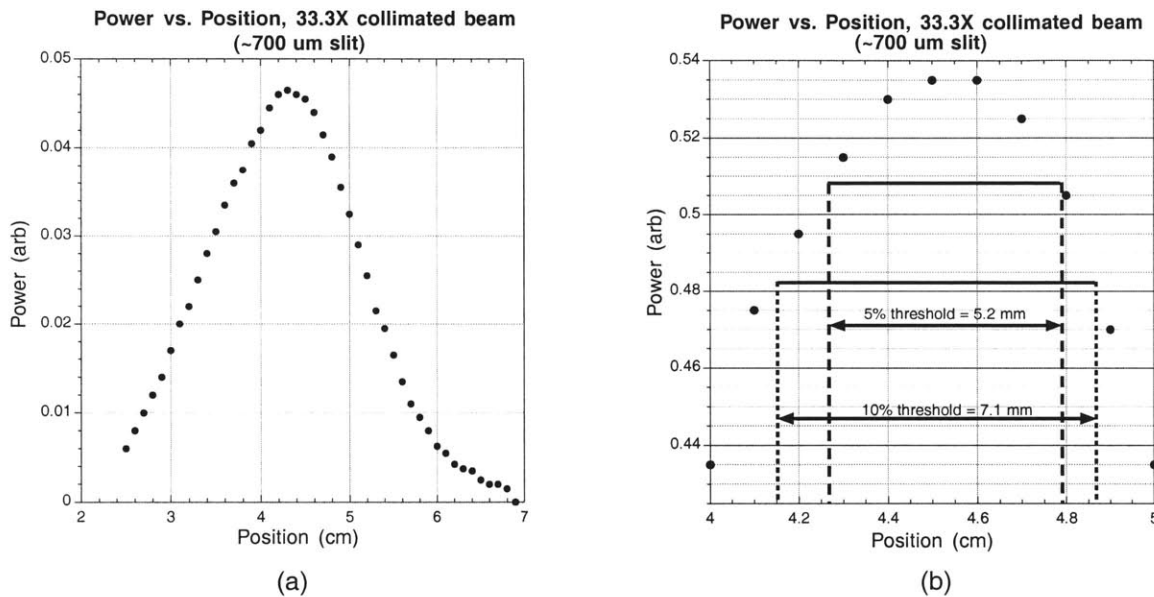 Power vs. Position, 33.3X collimated beam
(~700 um slit)
0.05
0.04
0.03
0.02
0.01
0
Power (arb)
2 3 4 5 6 7
Position (cm)
(a)
Power vs. Position, 33.3X collimated beam
(~700 um slit)
0.54
0.52
0.5
0.48
0.46
0.44
Power (arb)
5% threshold = 5.2 mm
10% threshold = 7.1 mm
4 4.2 4.4 4.6 4.8 5
Position (cm)
(b)